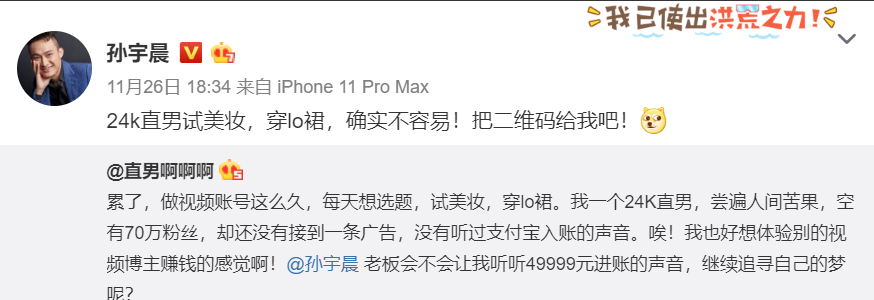 我已使出洪荒之力!
孙宇晨 V 7
11月26日 18:34 来自 iPhone 11 Pro Max
24k直男试美妆，穿lo裙，确实不容易！把二维码给我吧！
@直男啊啊啊 5
累了，做视频账号这么久，每天想选题，试美妆，穿lo裙。我一个24K直男，尝遍人间苦果，空
有70万粉丝，却还没有接到一条广告，没有听过支付宝入账的声音。唉！我也好想体验别的视
频博主赚钱的感觉啊！@孙宇晨 老板会不会让我听听49999元进账的声音，继续追寻自己的梦
呢？